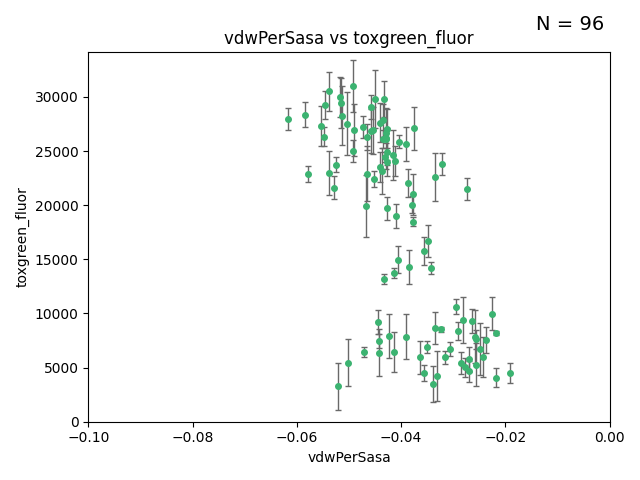 N = 96
vdwPerSasa vs toxgreen_fluor
toxgreen_fluor
30000
25000
20000
15000
10000
5000
0
−0.10 −0.08 −0.06 −0.04 −0.02 0.00
vdwPerSasa